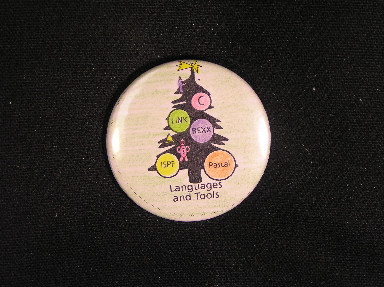 C
LINK
REXX
ISPF
Pascal
Languages
and Tools